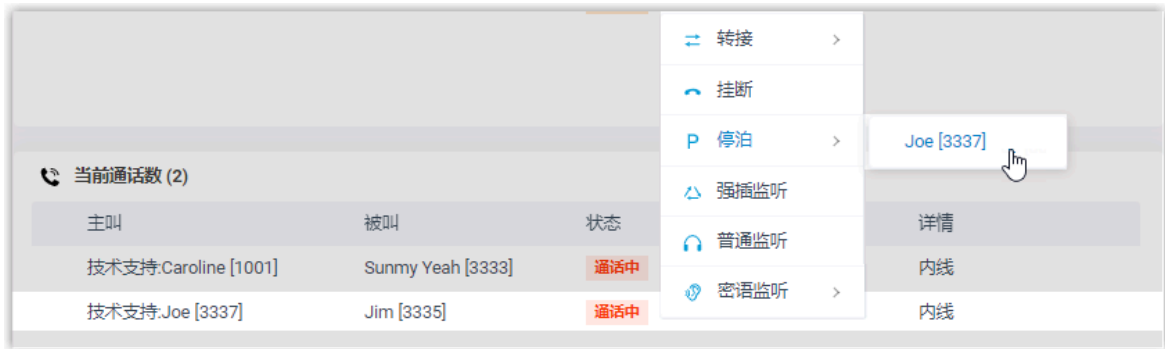 转接
挂断
P 停泊
Joe [3337]
当前通话数 (2)
强插监听
主叫 被叫 状态 详情
普通监听
技术支持:Caroline [1001] Sunmy Yeah [3333] 通话中 内线
密语监听
技术支持:Joe [3337] Jim [3335] 通话中 内线